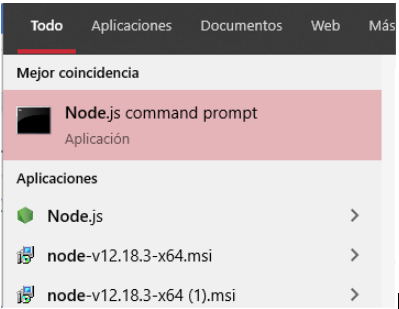 Todo Aplicaciones Documentos Web Más
Mejor coincidencia
Node.js command prompt
Aplicación
Aplicaciones
Node.js
node-v12.18.3-x64.msi
node-v12.18.3-x64 (1).msi